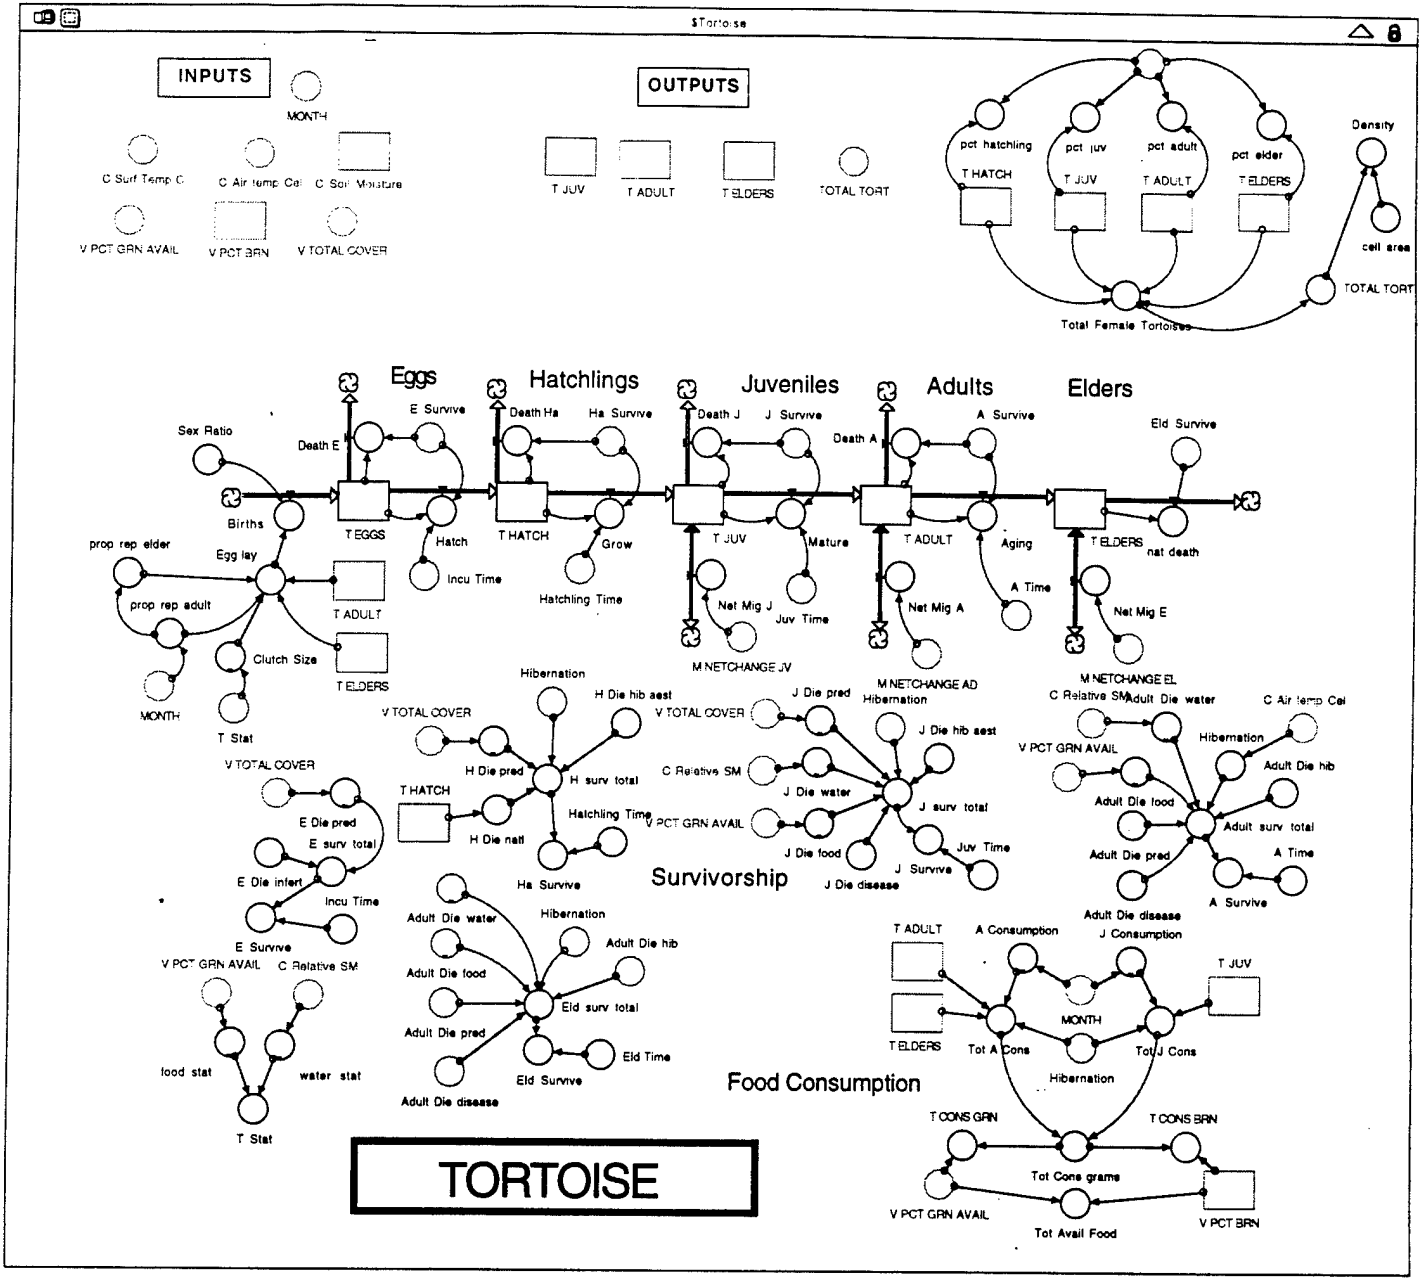 $Tortoise
INPUTS
MONTH
C Surf Temp C
C Air temp Cel
C Soil Moisture
V PCT GRN AVAIL
V PCT BRN
V TOTAL COVER
OUTPUTS
T JUV
T ADULT
T ELDERS
TOTAL TORT
pct hatchling
pct juv
pct adult
pct elder
Density
T HATCH
T JUV
T ADULT
T ELDERS
cell area
TOTAL TORT
Total Female Tortoises
Eggs
Hatchlings
Juveniles
Adults
Elders
Sex Ratio
Death E
E Survive
Death Ha
Ha Survive
Death J
J Survive
Death A
A Survive
Eld Survive
Births
T EGGS
Hatch
T HATCH
Grow
T JUV
Mature
T ADULT
Aging
T ELDERS
nat death
prop rep elder
Egg lay
Incu Time
Hatchling Time
Net Mig J
Juv Time
Net Mig A
A Time
Net Mig E
prop rep adult
T ADULT
Clutch Size
T ELDERS
MONTH
T Stat
M NETCHANGE JV
M NETCHANGE AD
M NETCHANGE EL
V TOTAL COVER
E Die pred
E surv total
E Die infert
Incu Time
E Survive
Hibernation
H Die hib aest
V TOTAL COVER
H Die pred
H surv total
T HATCH
H Die natl
Hatchling Time
Ha Survive
J Die pred
Hibernation
V TOTAL COVER
J Die hib aest
C Relative SM
J Die water
J surv total
V PCT GRN AVAIL
J Die food
Juv Time
J Die disease
J Survive
C Relative SM
Adult Die water
C Air temp Cel
V PCT GRN AVAIL
Hibernation
Adult Die food
Adult Die hib
Adult surv total
Adult Die pred
A Time
Adult Die disease
A Survive
Survivorship
V PCT GRN AVAIL
C Relative SM
food stat
water stat
T Stat
Adult Die water
Hibernation
Adult Die hib
Adult Die food
Eld surv total
Adult Die pred
Eld Time
Eld Survive
Adult Die disease
T ADULT
A Consumption
J Consumption
T JUV
MONTH
T ELDERS
Tot A Cons
Tot J Cons
Hibernation
Food Consumption
T CONS GRN
T CONS BRN
Tot Cons grams
V PCT GRN AVAIL
V PCT BRN
Tot Avail Food
TORTOISE